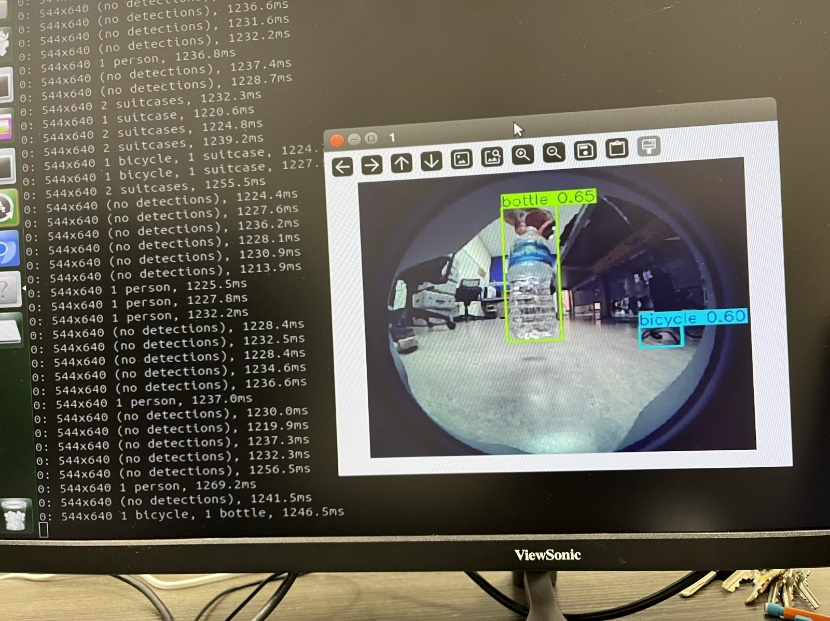 0: 544x640 (no detections), 1236.6ms
0: 544x640 (no detections), 1231.6ms
0: 544x640 (no detections), 1232.2ms
0: 544x640 1 person, 1236.8ms
0: 544x640 (no detections), 1237.4ms
0: 544x640 (no detections), 1228.7ms
0: 544x640 2 suitcases, 1232.3ms
0: 544x640 1 suitcase, 1220.6ms
0: 544x640 2 suitcases, 1224.8ms
0: 544x640 2 suitcases, 1239.2ms
0: 544x640 1 bicycle, 1 suitcase, 1224.
0: 544x640 1 bicycle, 1 suitcase, 1227.
0: 544x640 2 suitcases, 1255.5ms
0: 544x640 (no detections), 1224.4ms
0: 544x640 (no detections), 1227.6ms
0: 544x640 (no detections), 1236.2ms
0: 544x640 (no detections), 1228.1ms
0: 544x640 (no detections), 1230.9ms
0: 544x640 (no detections), 1213.9ms
0: 544x640 1 person, 1225.5ms
0: 544x640 1 person, 1227.8ms
0: 544x640 1 person, 1232.2ms
0: 544x640 (no detections), 1228.4ms
0: 544x640 (no detections), 1232.5ms
0: 544x640 (no detections), 1228.4ms
0: 544x640 (no detections), 1234.6ms
0: 544x640 (no detections), 1236.6ms
0: 544x640 1 person, 1237.0ms
0: 544x640 (no detections), 1230.0ms
0: 544x640 (no detections), 1219.9ms
0: 544x640 (no detections), 1237.3ms
0: 544x640 (no detections), 1232.3ms
0: 544x640 (no detections), 1256.5ms
0: 544x640 1 person, 1269.2ms
0: 544x640 (no detections), 1241.5ms
0: 544x640 1 bicycle, 1 bottle, 1246.5ms
1
bottle 0.65
bicycle 0.60
ViewSonic